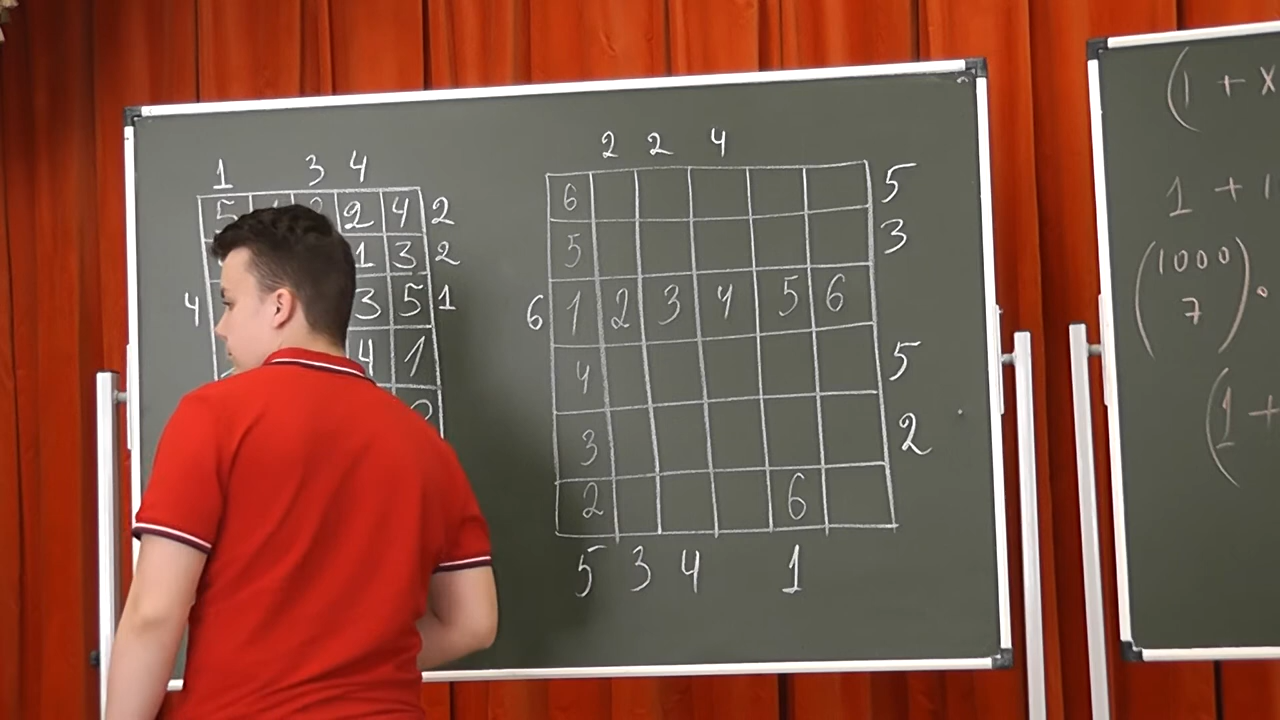 1 3 4
5 2 4 2
1 3 2
4 3 5 1
4 1
2 2 4
6 5
5 3
6 1 2 3 4 5 6
4 5
3 2
2 6
5 3 4 1
(1 + x
1 + 1
(1000
7) .
(1 +